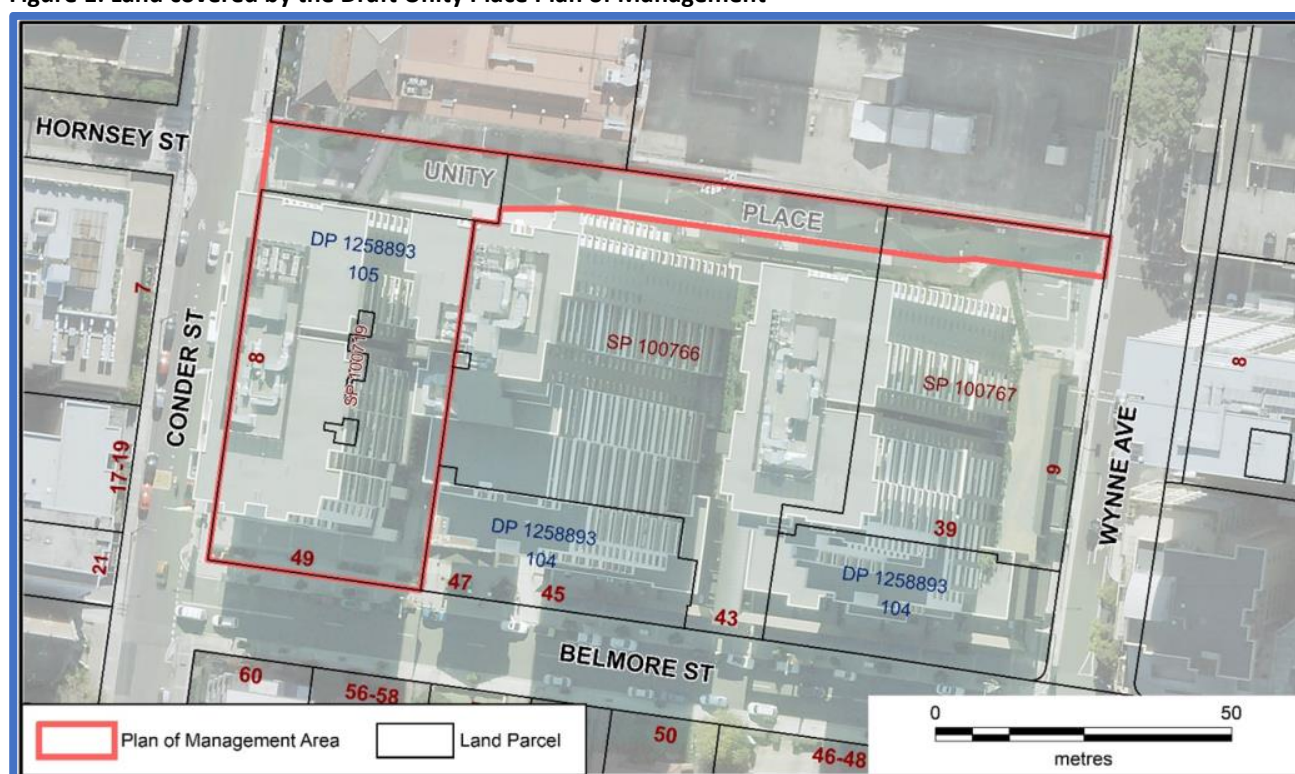 Figure 1: Land covered by the Draft Unity Place Plan of Management
HORNSEY ST
UNITY
PLACE
DP 1258893
105
7
CONDER ST
8
SP 100719
SP 100766
SP 100767
8
17-19
WYNNE AVE
9
21
49
DP 1258893
104
39
DP 1258893
104
47
45
43
BELMORE ST
60
56-58
50
46-48
Plan of Management Area
Land Parcel
0
50
metres